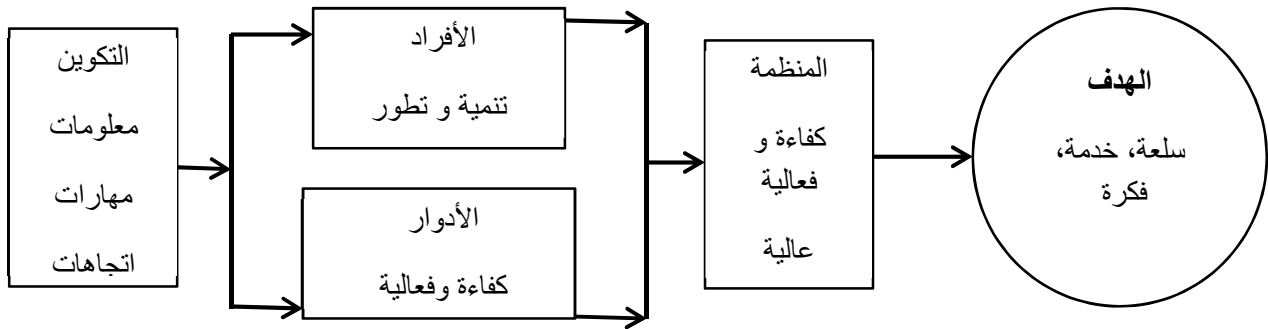 التكوين
معلومات
مهارات
اتجاهات
الأفراد
تنمية و تطور
الأدوار
كفاءة وفعالية
المنظمة
كفاءة و
فعالية
عالية
الهدف
سلعة، خدمة،
فكرة